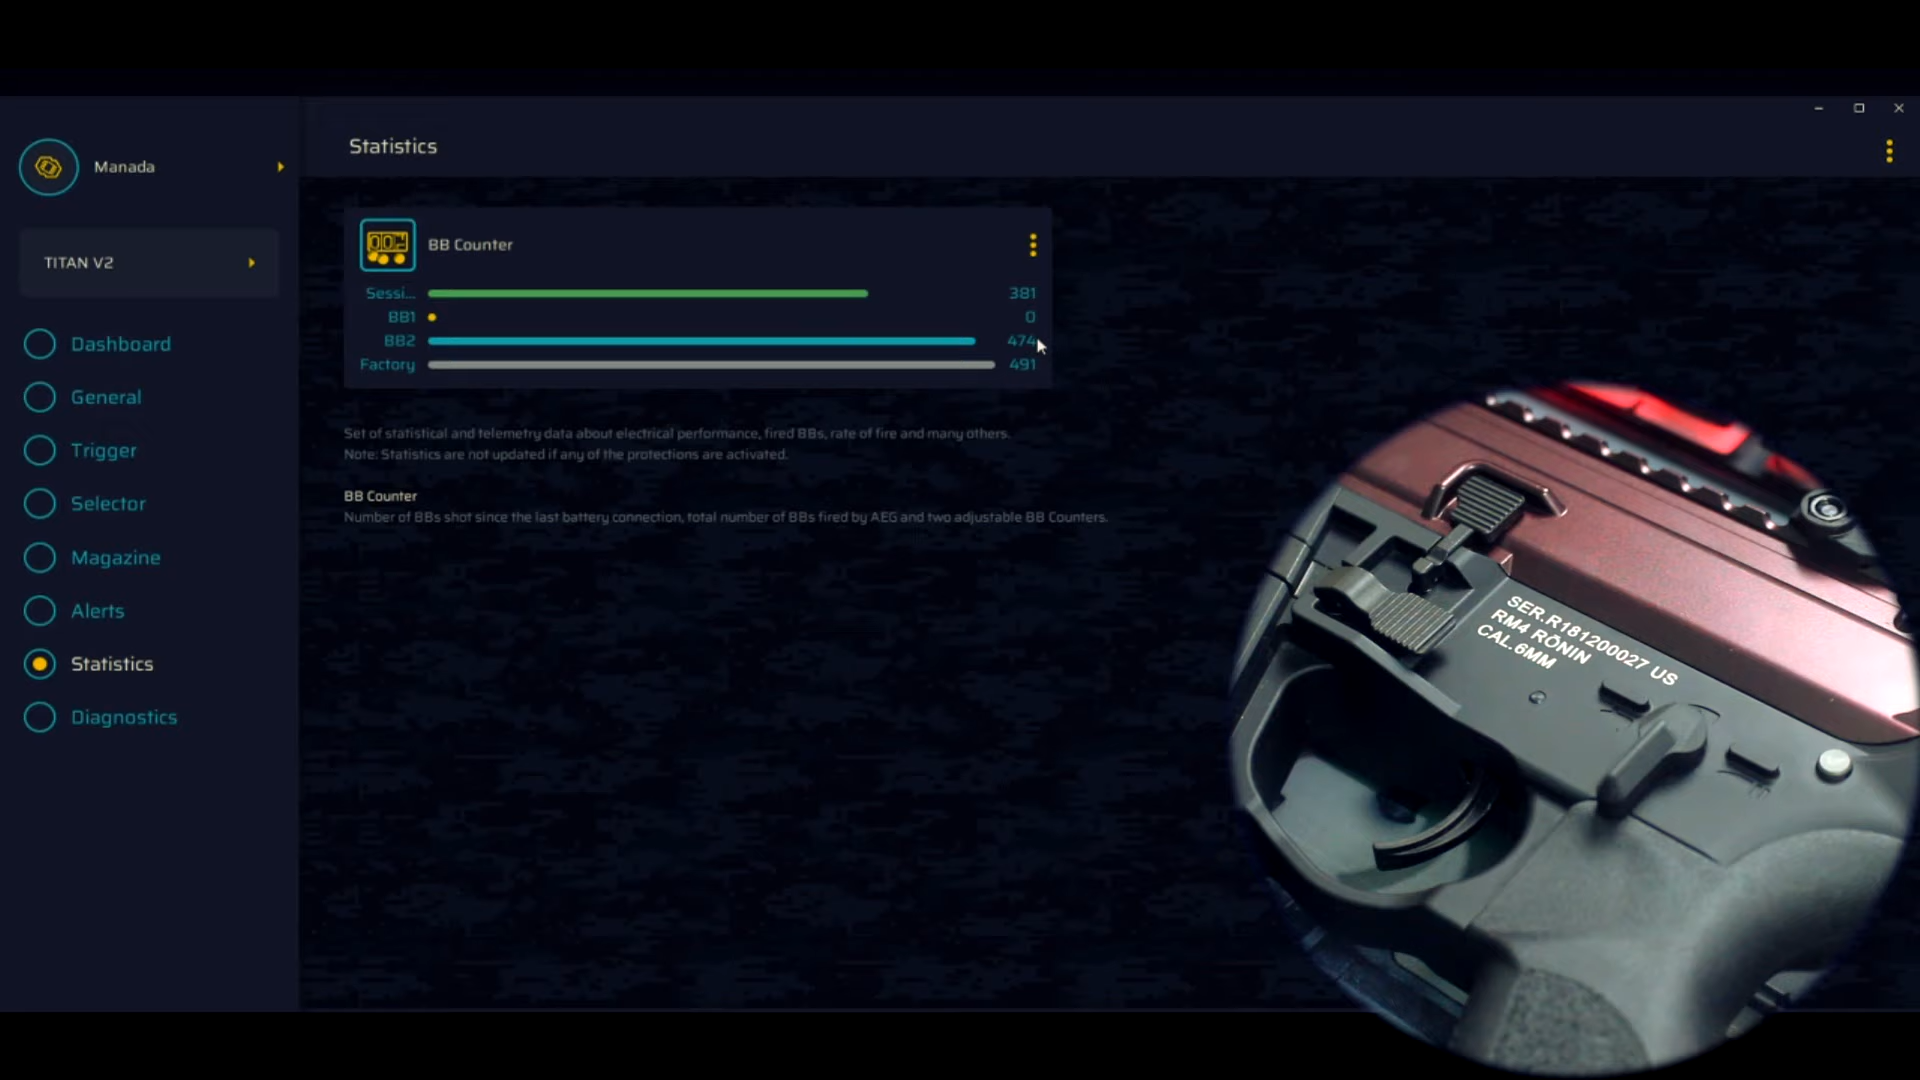 Manada
TITAN V2
Dashboard
General
Trigger
Selector
Magazine
Alerts
Statistics
Diagnostics
Statistics
BB Counter
Sessi... 381
BB1 0
BB2 474
Factory 491
Set of statistical and telemetry data about electrical performance, fired BBs, rate of fire and many others.
Note: Statistics are not updated if any of the protections are activated.
BB Counter
Number of BBs shot since the last battery connection, total number of BBs fired by AEG and two adjustable BB Counters.
SER.R181200027 US
RM4 RŌNIN
CAL.6MM